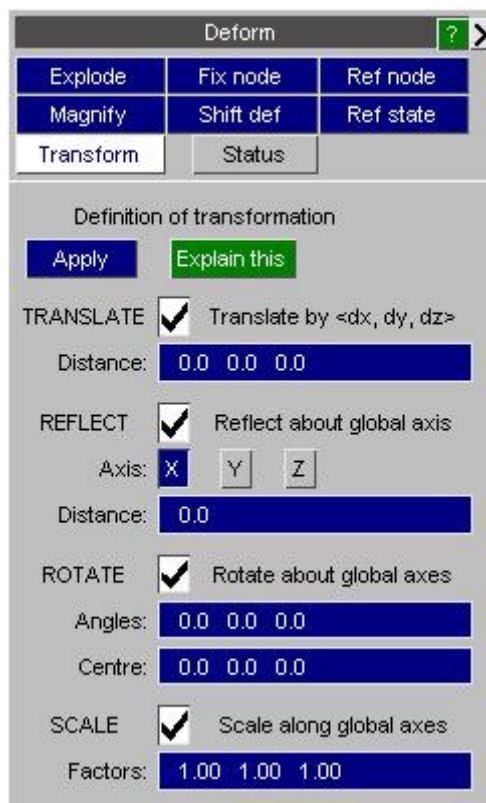 Deform ? X
Explode Fix node Ref node
Magnify Shift def Ref state
Transform Status
Definition of transformation
Apply Explain this
TRANSLATE Translate by <dx, dy, dz>
Distance: 0.0 0.0 0.0
REFLECT Reflect about global axis
Axis: X Y Z
Distance: 0.0
ROTATE Rotate about global axes
Angles: 0.0 0.0 0.0
Centre: 0.0 0.0 0.0
SCALE Scale along global axes
Factors: 1.00 1.00 1.00